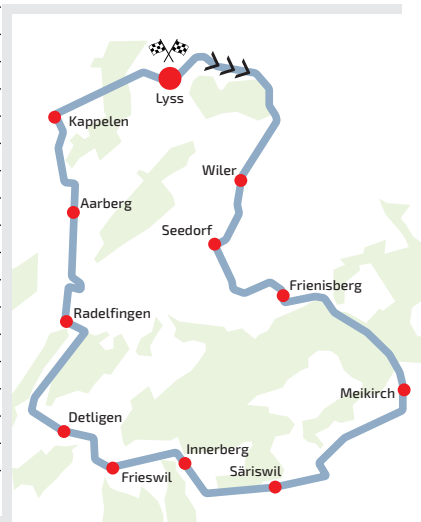 Lyss
Kappelen
Wiler
Aarberg
Seedorf
Frienisberg
Radelfingen
Meikirch
Detligen
Innerberg
Säriswil
Frieswil